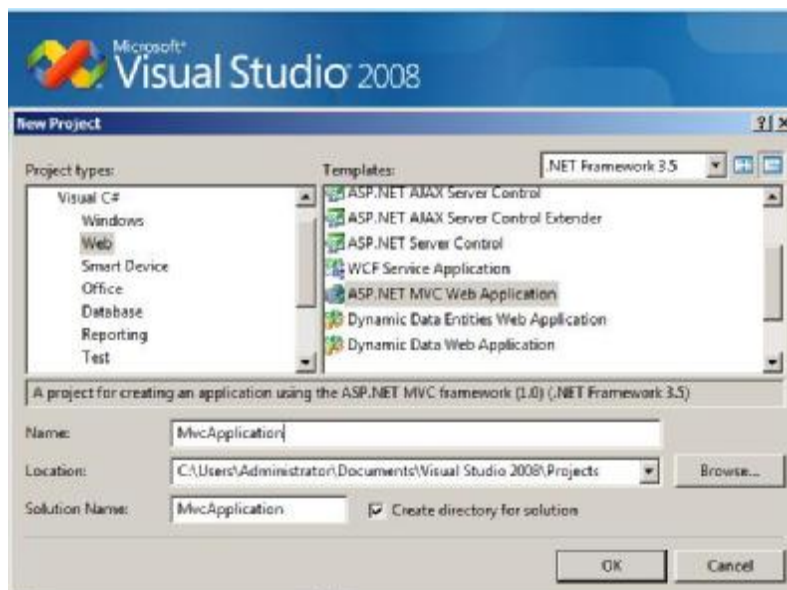 Microsoft®
Visual Studio 2008
New Project
Project types:
Templates:
.NET Framework 3.5
Visual C#
Windows
Web
Smart Device
Office
Database
Reporting
Test
ASP.NET AJAX Server Control
ASP.NET AJAX Server Control Extender
ASP.NET Server Control
WCF Service Application
ASP.NET MVC Web Application
Dynamic Data Entities Web Application
Dynamic Data Web Application
A project for creating an application using the ASP.NET MVC framework (1.0) (.NET Framework 3.5)
Name:
MvcApplication
Location:
C:\Users\Administrator\Documents\Visual Studio 2008\Projects
Browse...
Solution Name:
MvcApplication
Create directory for solution
OK
Cancel